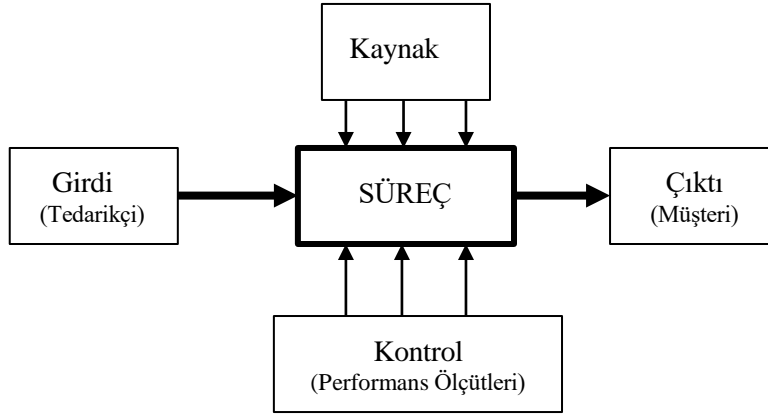 Kaynak
Girdi
(Tedarikçi)
SÜREÇ
Çıktı
(Müşteri)
Kontrol
(Performans Ölçütleri)